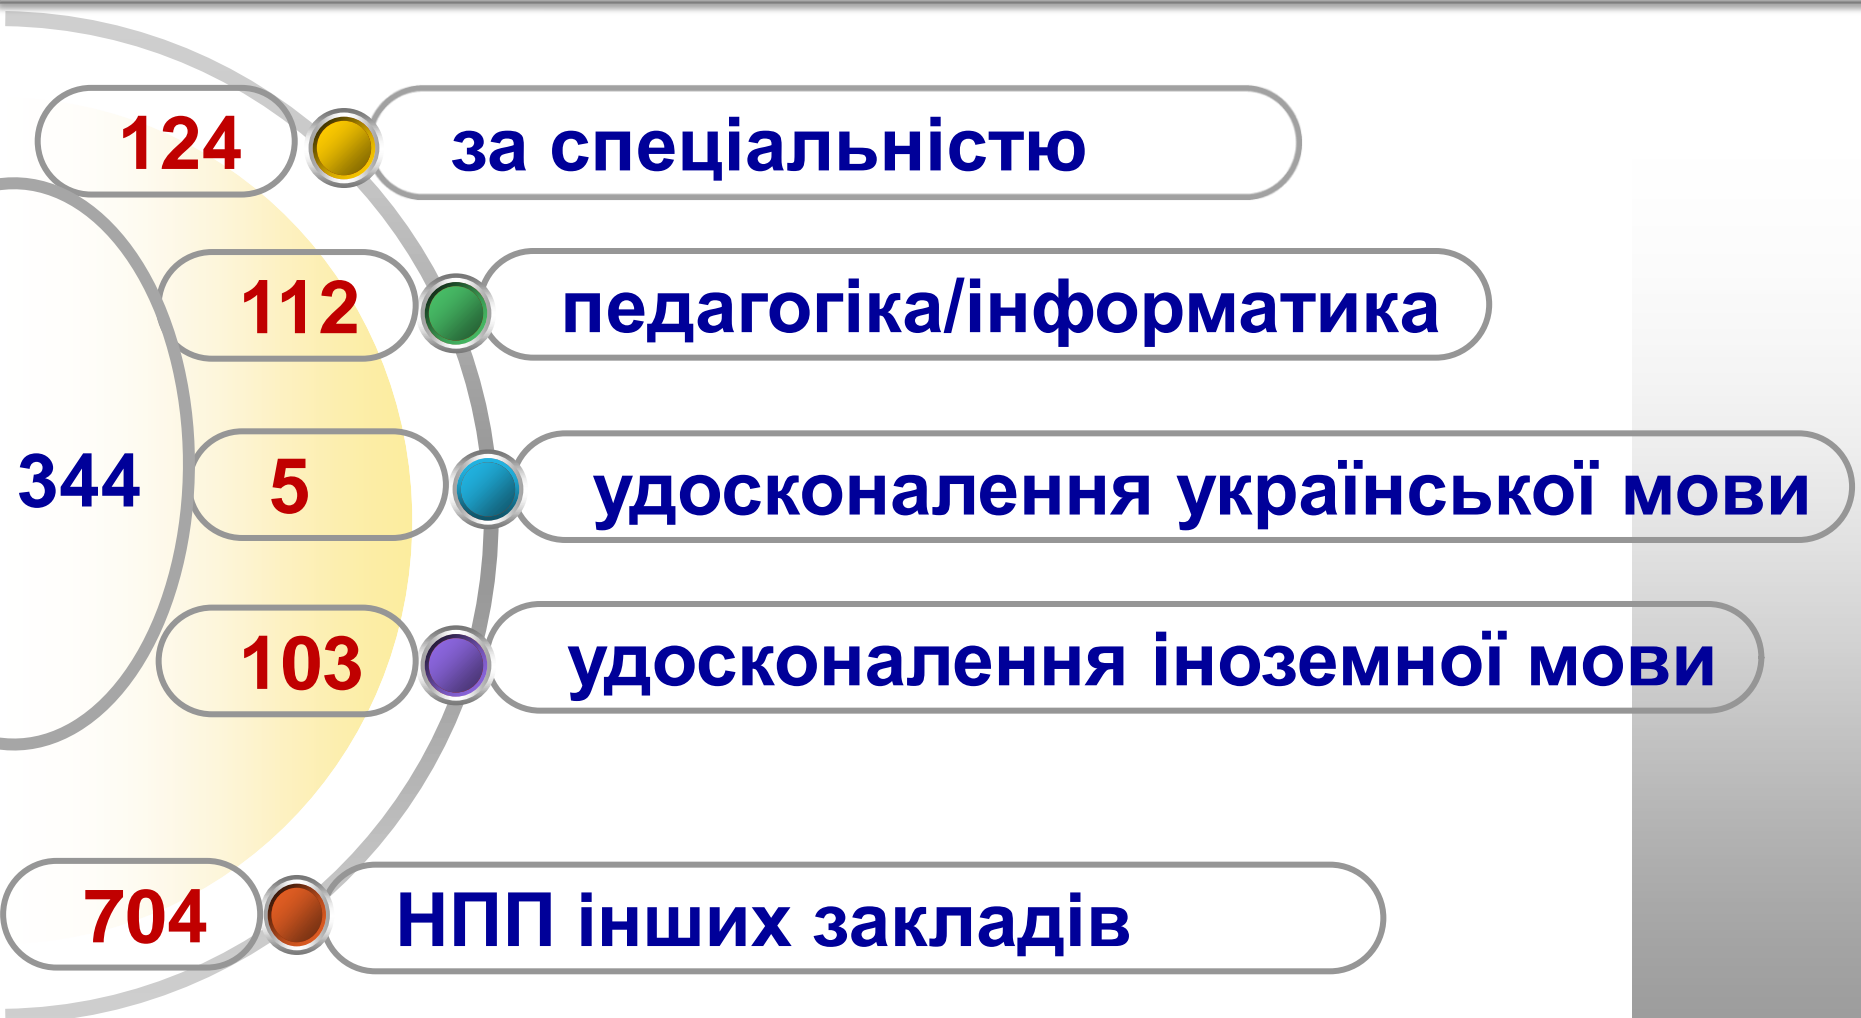 124 за спеціальністю
112 педагогіка/інформатика
344 5 удосконалення української мови
103 удосконалення іноземної мови
704 НПП інших закладів